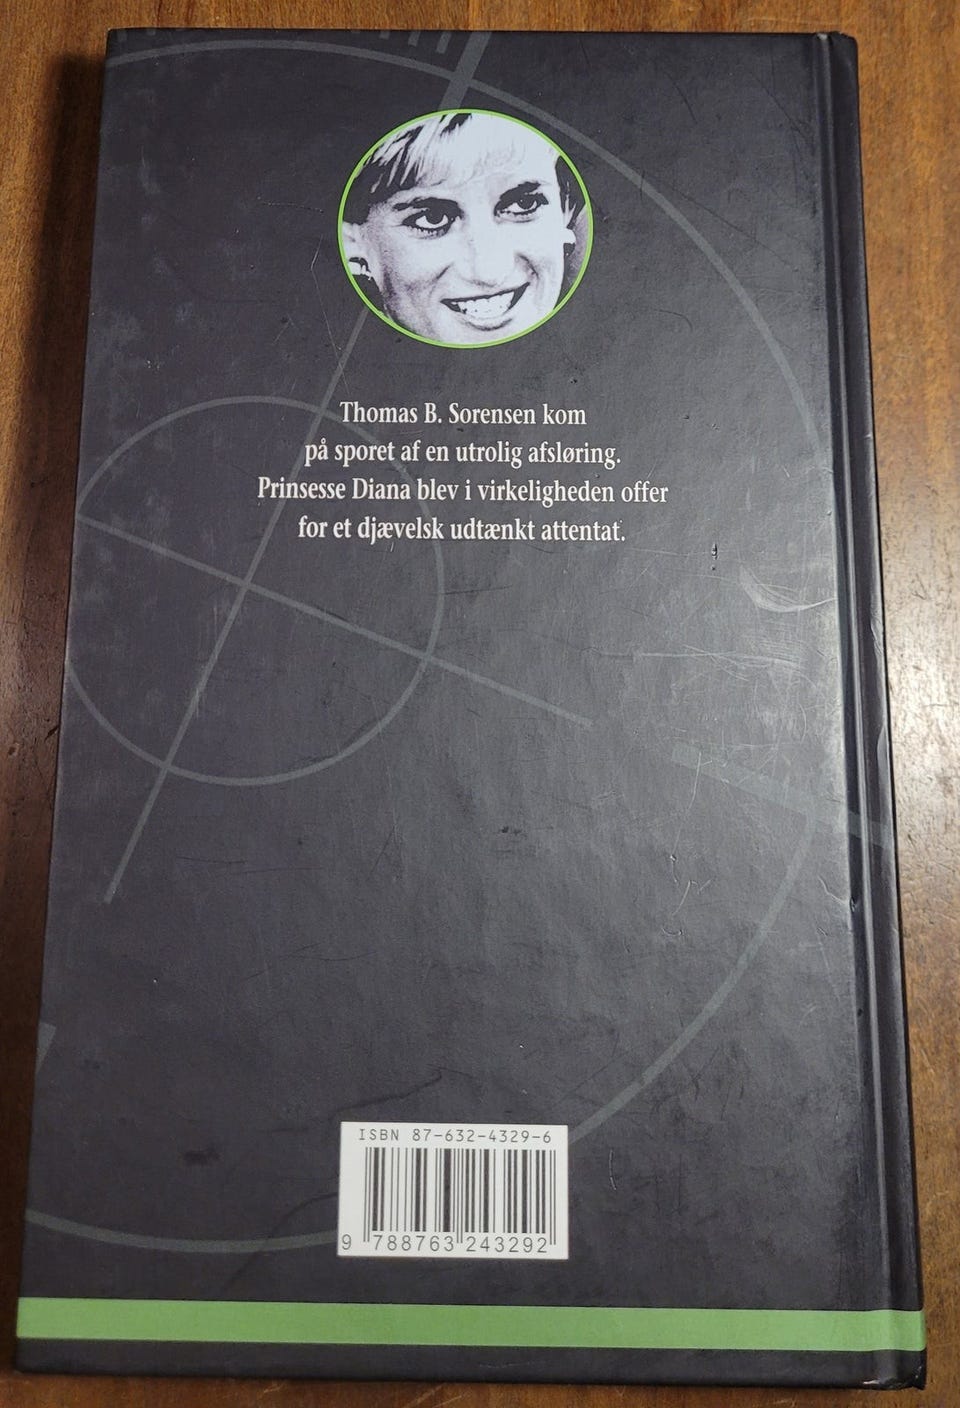 Thomas B. Sorensen kom
på sporet af en utrolig afsløring.
Prinsesse Diana blev i virkeligheden offer
for et djævelsk udtænkt attentat.
ISBN 87-632-4329-6
9 788763 243292